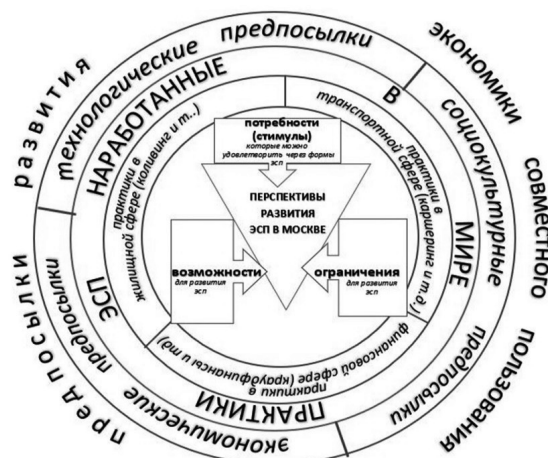 предпосылки развития экономики совместного пользования
технологические предпосылки
социокультурные предпосылки
экономические предпосылки
НАРАБОТАННЫЕ В МИРЕ ПРАКТИКИ ЭСП
практики в
жилищной сфере (коливинг и т..)
практики в
транспортной сфере (каршеринг и т.д.,)
практики в
финансовой сфере (краудфинансы и тд)
потребности
(стимулы)
которые можно
удовлетворить через формы
эсп
ПЕРСПЕКТИВЫ
РАЗВИТИЯ
ЭСП В МОСКВЕ
возможности
для развития
эсп
ограничения
для развития
эсп